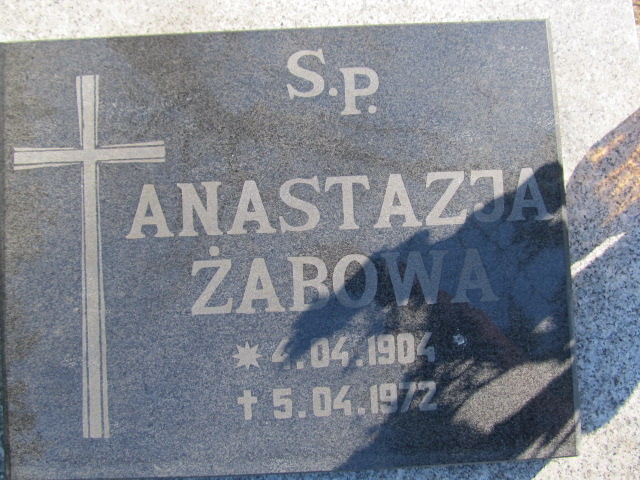 S.P.
ANASTAZJA
ŻABOWA
* 4.04.1904
† 5.04.1972